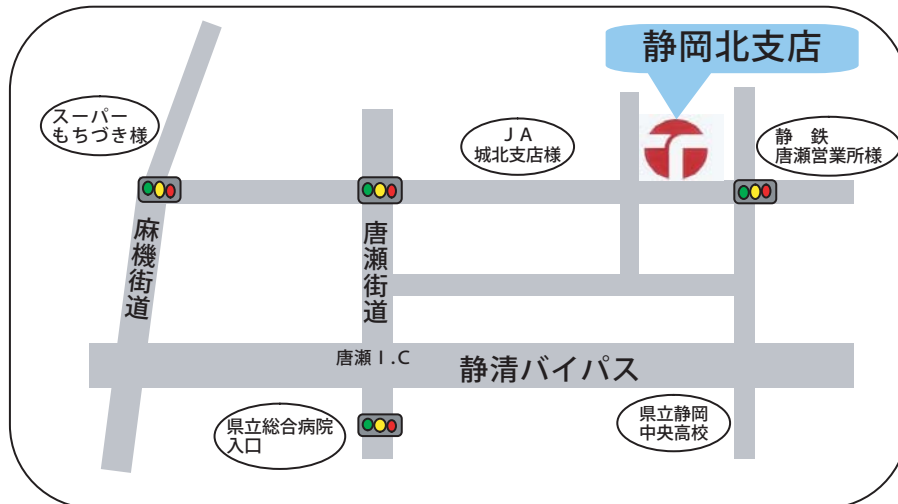 静岡北支店
スーパー
もちづき様
ＪＡ
城北支店様
静　鉄
唐瀬営業所様
麻機街道
唐瀬街道
唐瀬Ｉ.Ｃ
静清バイパス
県立総合病院
入口
県立静岡
中央高校